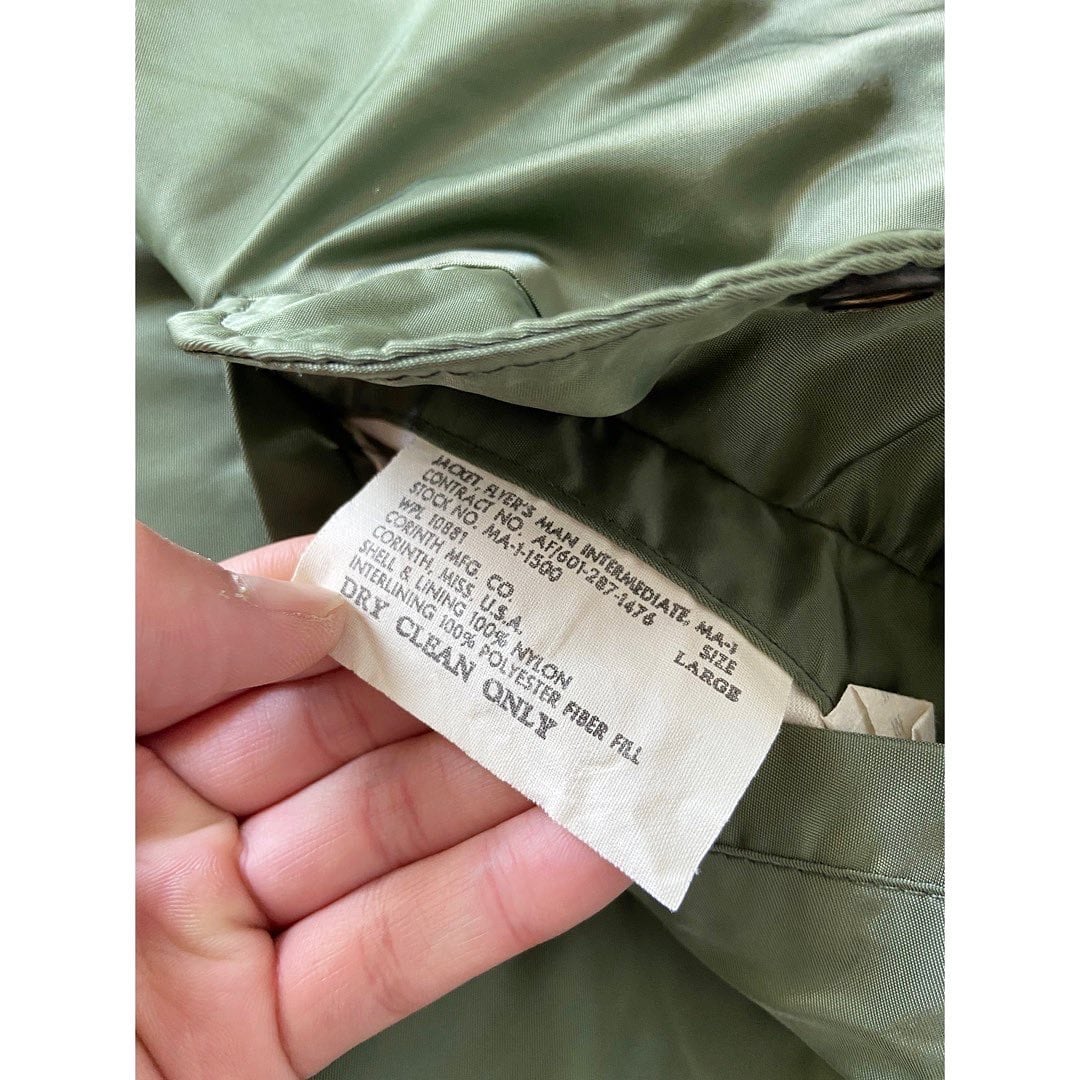 JACKET, FLYER'S MAN INTERMEDIATE, MA-1
CONTRACT NO. AF/601-287-1476
STOCK NO. MA-1-1500
SIZE
WPL 10881
LARGE
CORINTH MFG. CO.
CORINTH, MISS. U.S.A.
SHELL & LINING 100% NYLON
INTERLINING 100% POLYESTER FIBER FILL
DRY CLEAN ONLY